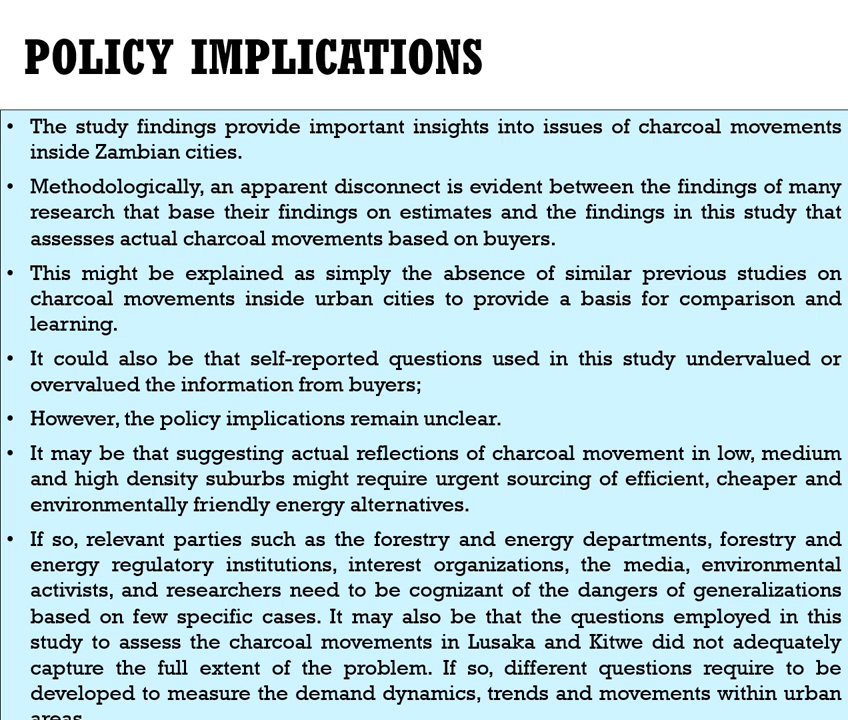 POLICY IMPLICATIONS
• The study findings provide important insights into issues of charcoal movements
inside Zambian cities.
• Methodologically, an apparent disconnect is evident between the findings of many
research that base their findings on estimates and the findings in this study that
assesses actual charcoal movements based on buyers.
• This might be explained as simply the absence of similar previous studies on
charcoal movements inside urban cities to provide a basis for comparison and
learning.
• It could also be that self-reported questions used in this study undervalued or
overvalued the information from buyers;
• However, the policy implications remain unclear.
• It may be that suggesting actual reflections of charcoal movement in low, medium
and high density suburbs might require urgent sourcing of efficient, cheaper and
environmentally friendly energy alternatives.
• If so, relevant parties such as the forestry and energy departments, forestry and
energy regulatory institutions, interest organizations, the media, environmental
activists, and researchers need to be cognizant of the dangers of generalizations
based on few specific cases. It may also be that the questions employed in this
study to assess the charcoal movements in Lusaka and Kitwe did not adequately
capture the full extent of the problem. If so, different questions require to be
developed to measure the demand dynamics, trends and movements within urban
areas.